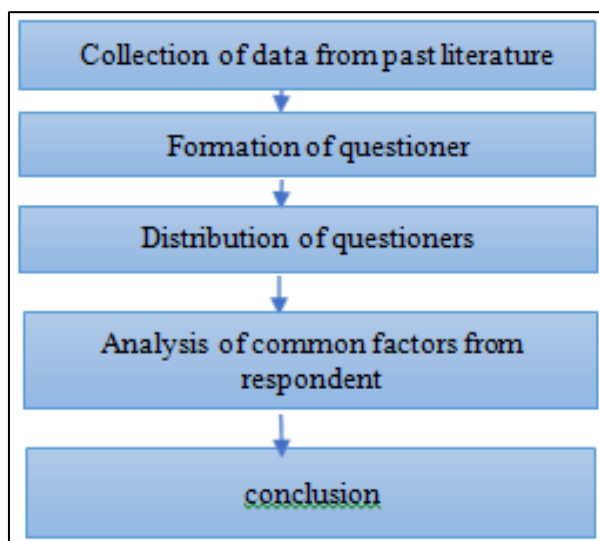 Collection of data from past literature
Formation of questioner
Distribution of questioners
Analysis of common factors from
respondent
conclusion